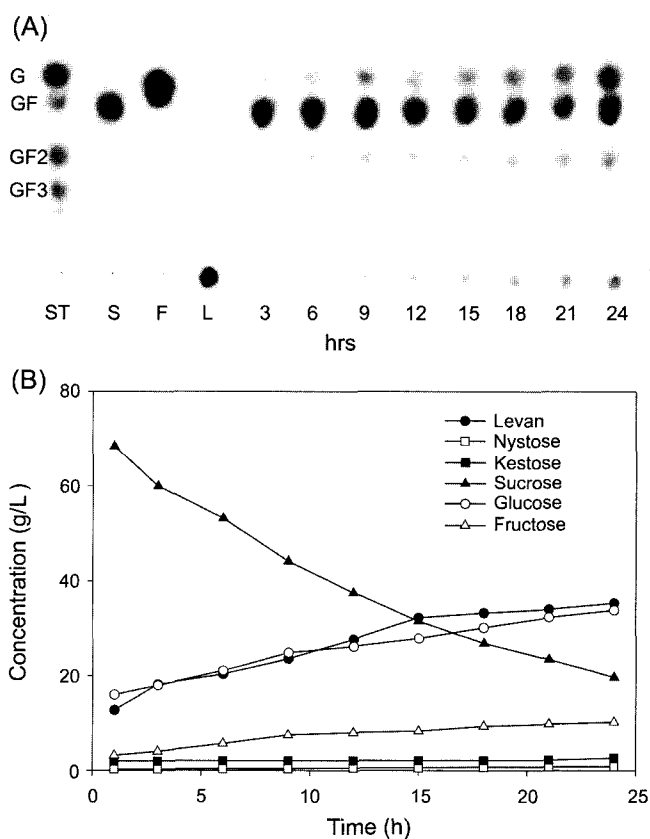 (A)
G
GF
GF2
GF3
ST S F L 3 6 9 12 15 18 21 24
hrs
(B)
80
60
40
20
0
Concentration (g/L)
Levan
Nystose
Kestose
Sucrose
Glucose
Fructose
0 5 10 15 20 25
Time (h)